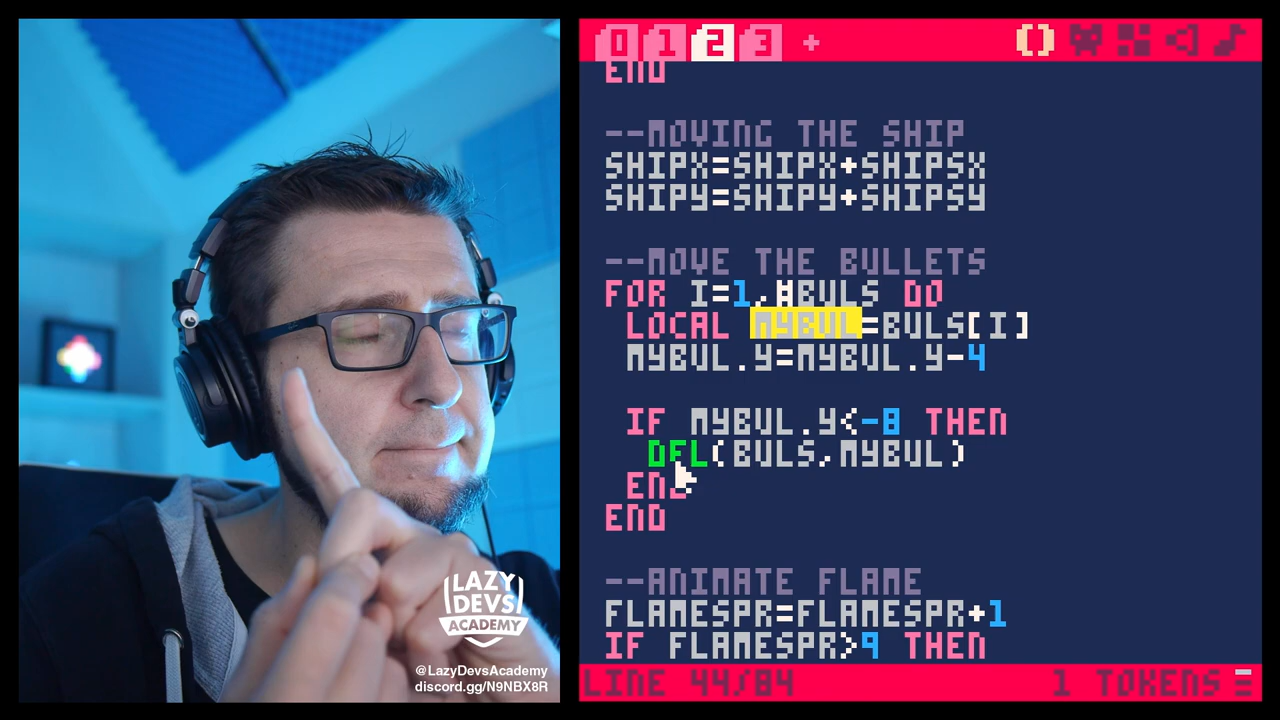 0 1 2 3 +
END
--MOVING THE SHIP
SHIPX=SHIPX+SHIPSX
SHIPY=SHIPY+SHIPSY
--MOVE THE BULLETS
FOR I=1,#BULS DO
LOCAL MYBUL=BULS[I]
MYBUL.Y=MYBUL.Y-4
IF MYBUL.Y<-8 THEN
DEL(BULS,MYBUL)
END
END
--ANIMATE FLAME
FLAMESPR=FLAMESPR+1
IF FLAMESPR>9 THEN
LINE 44/84 1 TOKENS
LAZY
DEVS
ACADEMY
@LazyDevsAcademy
discord.gg/N9NBX8R